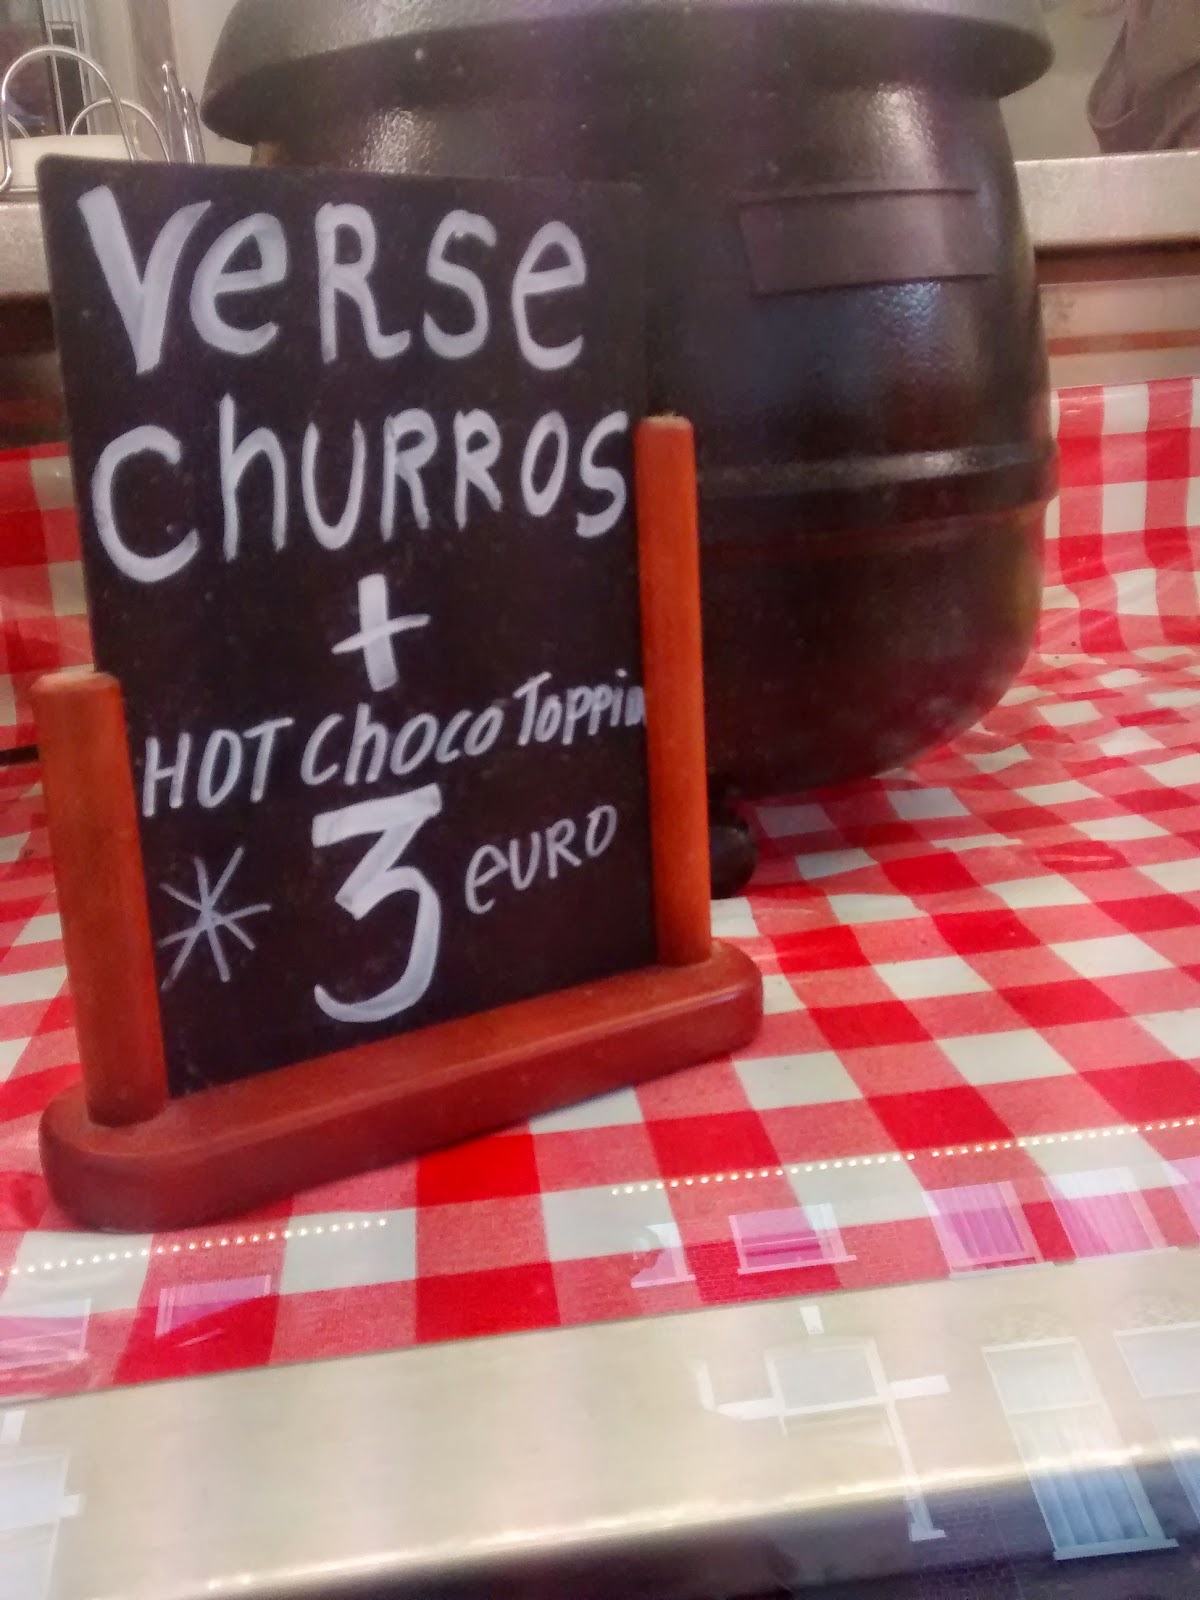 Verse
Churros
+
HOT Choco Toppin
* 3 euro